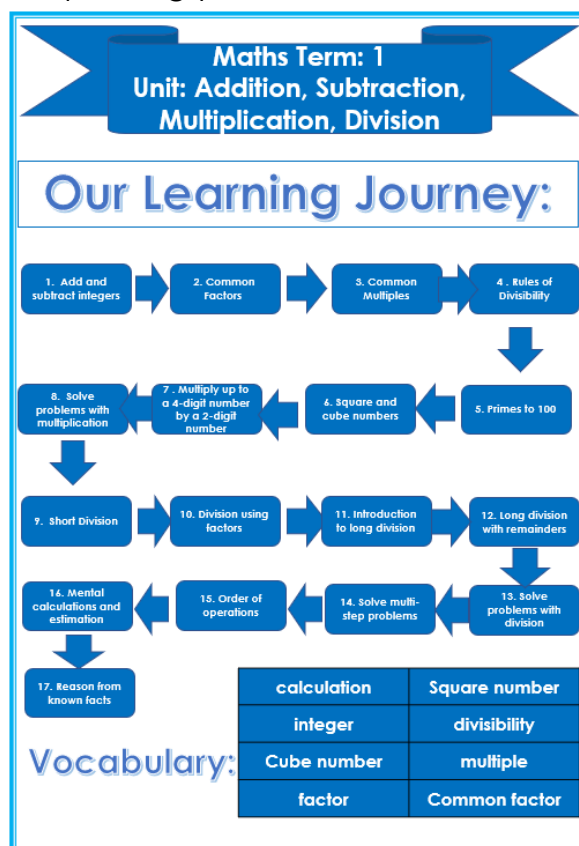 Maths Term: 1
Unit: Addition, Subtraction,
Multiplication, Division
Our Learning Journey:
1. Add and
subtract integers
2. Common
Factors
3. Common
Multiples
4 . Rules of
Divisibility
5. Primes to 100
6. Square and
cube numbers
7 . Multiply up to
a 4-digit number
by a 2-digit
number
8. Solve
problems with
multiplication
9. Short Division
10. Division using
factors
11. Introduction
to long division
12. Long division
with remainders
13. Solve
problems with
division
14. Solve multi-
step problems
15. Order of
operations
16. Mental
calculations and
estimation
17. Reason from
known facts
Vocabulary:
calculation
Square number
integer
divisibility
Cube number
multiple
factor
Common factor